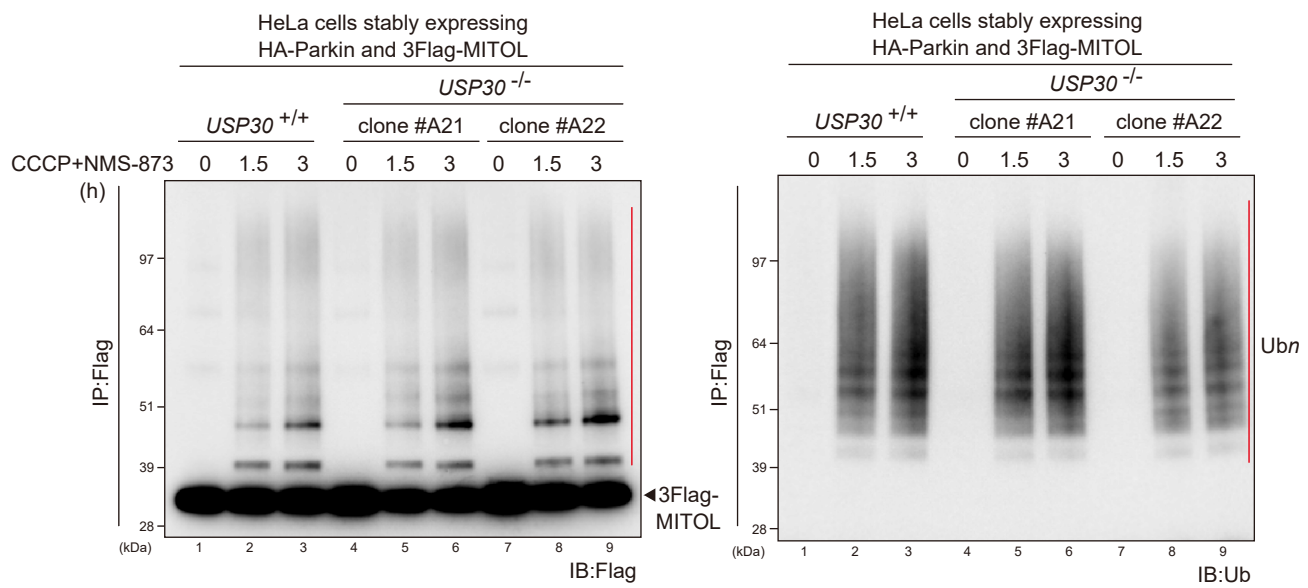 HeLa cells stably expressing
HA-Parkin and 3Flag-MITOL
USP30 -/-
USP30 +/+ clone #A21 clone #A22
CCCP+NMS-873 0 1.5 3 0 1.5 3 0 1.5 3
(h)
IP:Flag
97
64
51
39
28
(kDa)
3Flag-
MITOL
1 2 3 4 5 6 7 8 9
IB:Flag
HeLa cells stably expressing
HA-Parkin and 3Flag-MITOL
USP30 -/-
USP30 +/+ clone #A21 clone #A22
0 1.5 3 0 1.5 3 0 1.5 3
IP:Flag
97
64
51
39
28
(kDa)
Ubn
1 2 3 4 5 6 7 8 9
IB:Ub